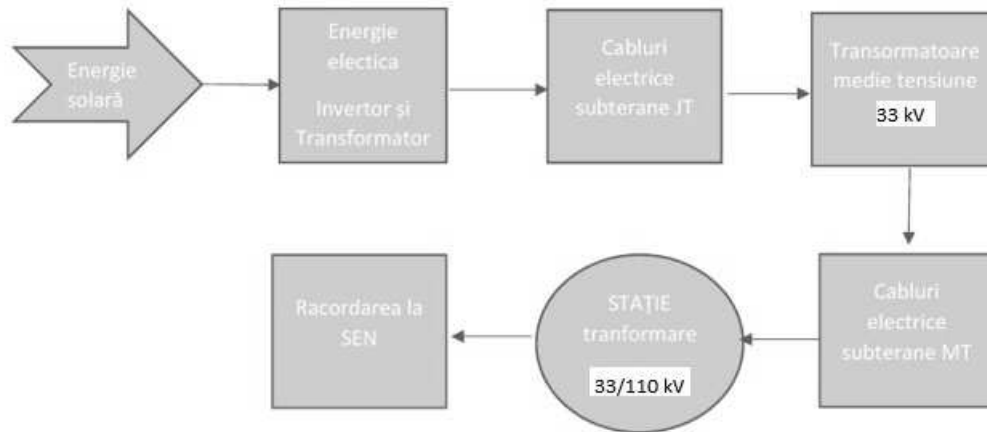 Energie
solară
Energie
electica
Invertor și
Transformator
Cabluri
electrice
subterane JT
Transormatoare
medie tensiune
33 kV
Racordarea la
SEN
STAȚIE
tranformare
33/110 kV
Cabluri
electrice
subterane MT